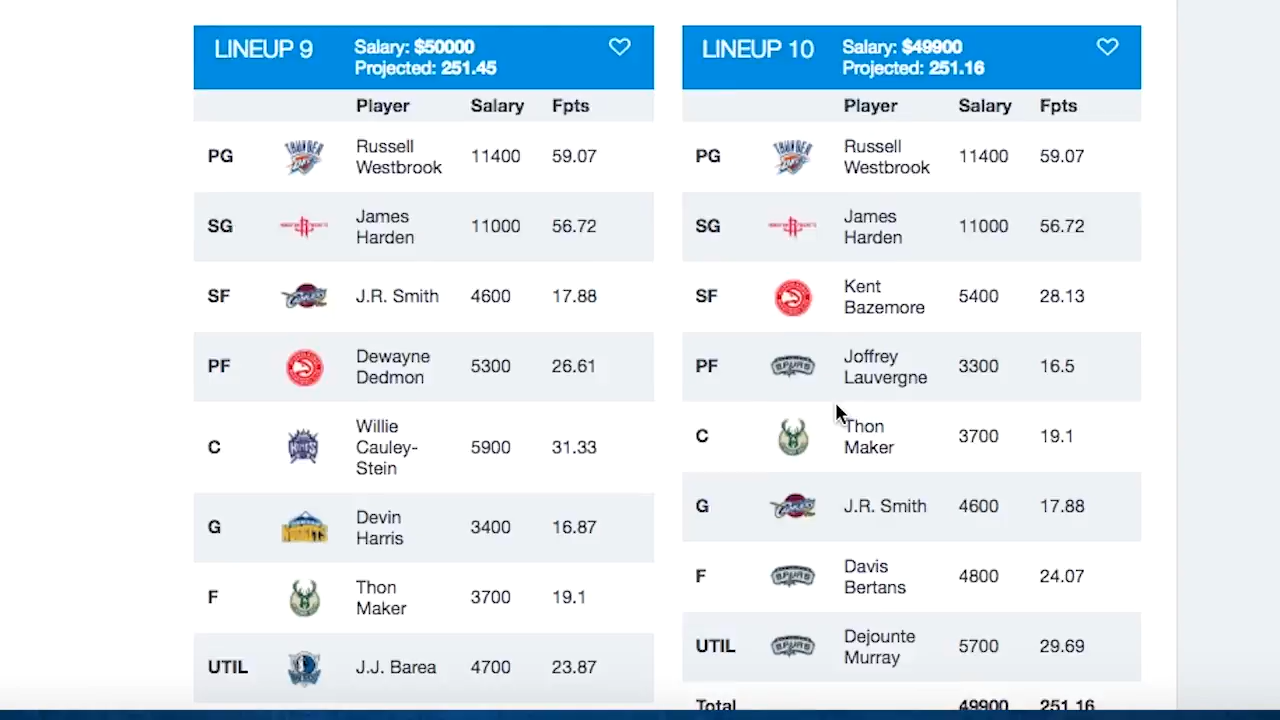 LINEUP 9
Salary: $50000
Projected: 251.45
Player Salary Fpts
PG Russell Westbrook 11400 59.07
SG James Harden 11000 56.72
SF J.R. Smith 4600 17.88
PF Dewayne Dedmon 5300 26.61
C Willie Cauley-Stein 5900 31.33
G Devin Harris 3400 16.87
F Thon Maker 3700 19.1
UTIL J.J. Barea 4700 23.87
LINEUP 10
Salary: $49900
Projected: 251.16
Player Salary Fpts
PG Russell Westbrook 11400 59.07
SG James Harden 11000 56.72
SF Kent Bazemore 5400 28.13
PF Joffrey Lauvergne 3300 16.5
C Thon Maker 3700 19.1
G J.R. Smith 4600 17.88
F Davis Bertans 4800 24.07
UTIL Dejounte Murray 5700 29.69
Total 49900 251.16